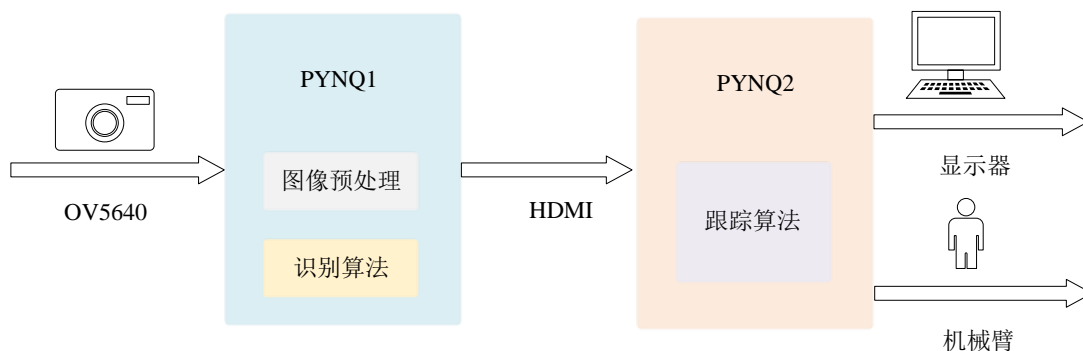 OV5640
PYNQ1
图像预处理
识别算法
HDMI
PYNQ2
跟踪算法
显示器
机械臂